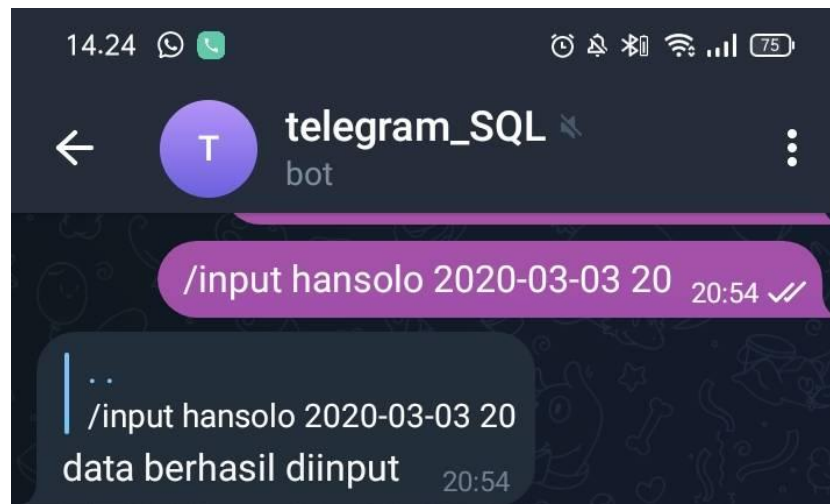 14.24 75
T telegram_SQL
bot
/input hansolo 2020-03-03 20 20:54
..
/input hansolo 2020-03-03 20
data berhasil diinput 20:54